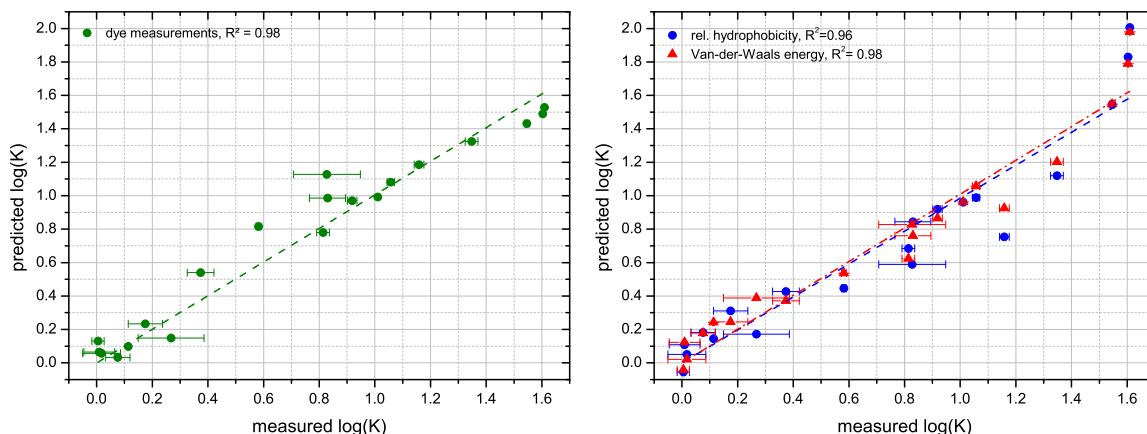 dye measurements, R² = 0.98
predicted log(K)
2.0
1.8
1.6
1.4
1.2
1.0
0.8
0.6
0.4
0.2
0.0
0.0 0.2 0.4 0.6 0.8 1.0 1.2 1.4 1.6
measured log(K)
rel. hydrophobicity, R²=0.96
Van-der-Waals energy, R²= 0.98
predicted log(K)
2.0
1.8
1.6
1.4
1.2
1.0
0.8
0.6
0.4
0.2
0.0
0.0 0.2 0.4 0.6 0.8 1.0 1.2 1.4 1.6
measured log(K)